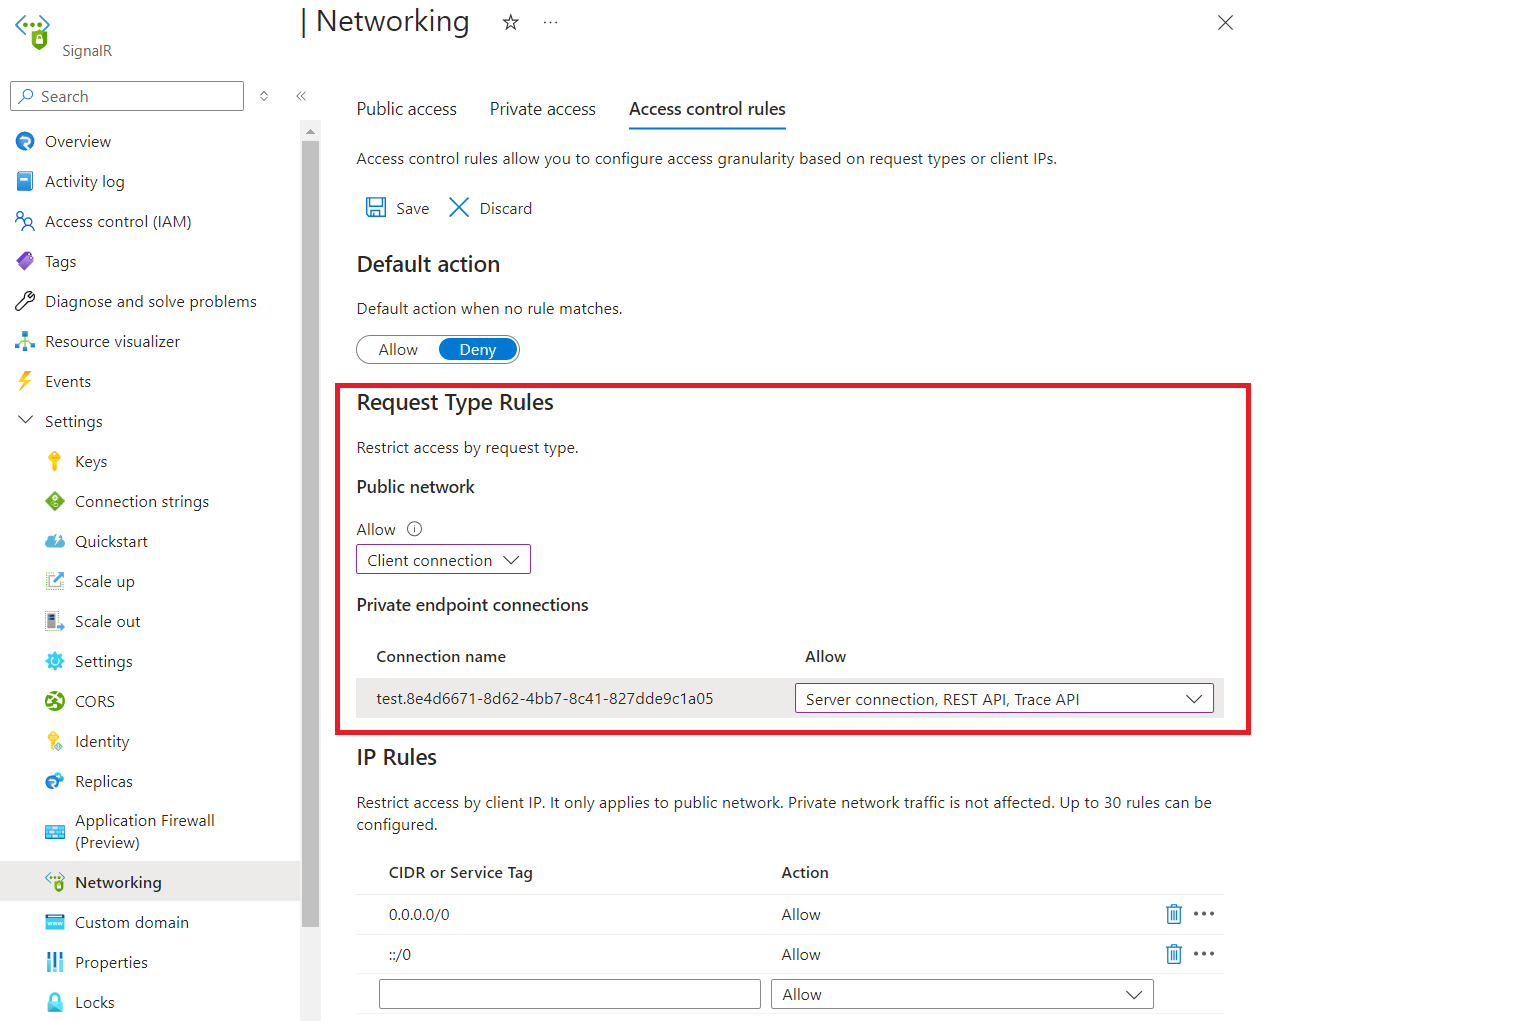 | Networking
SignalR
Search
Overview
Activity log
Access control (IAM)
Tags
Diagnose and solve problems
Resource visualizer
Events
Settings
Keys
Connection strings
Quickstart
Scale up
Scale out
Settings
CORS
Identity
Replicas
Application Firewall
(Preview)
Networking
Custom domain
Properties
Locks
Public access Private access Access control rules
Access control rules allow you to configure access granularity based on request types or client IPs.
Save Discard
Default action
Default action when no rule matches.
Allow Deny
Request Type Rules
Restrict access by request type.
Public network
Allow
Client connection
Private endpoint connections
Connection name Allow
test.8e4d6671-8d62-4bb7-8c41-827dde9c1a05 Server connection, REST API, Trace API
IP Rules
Restrict access by client IP. It only applies to public network. Private network traffic is not affected. Up to 30 rules can be
configured.
CIDR or Service Tag Action
0.0.0.0/0 Allow
::/0 Allow
Allow